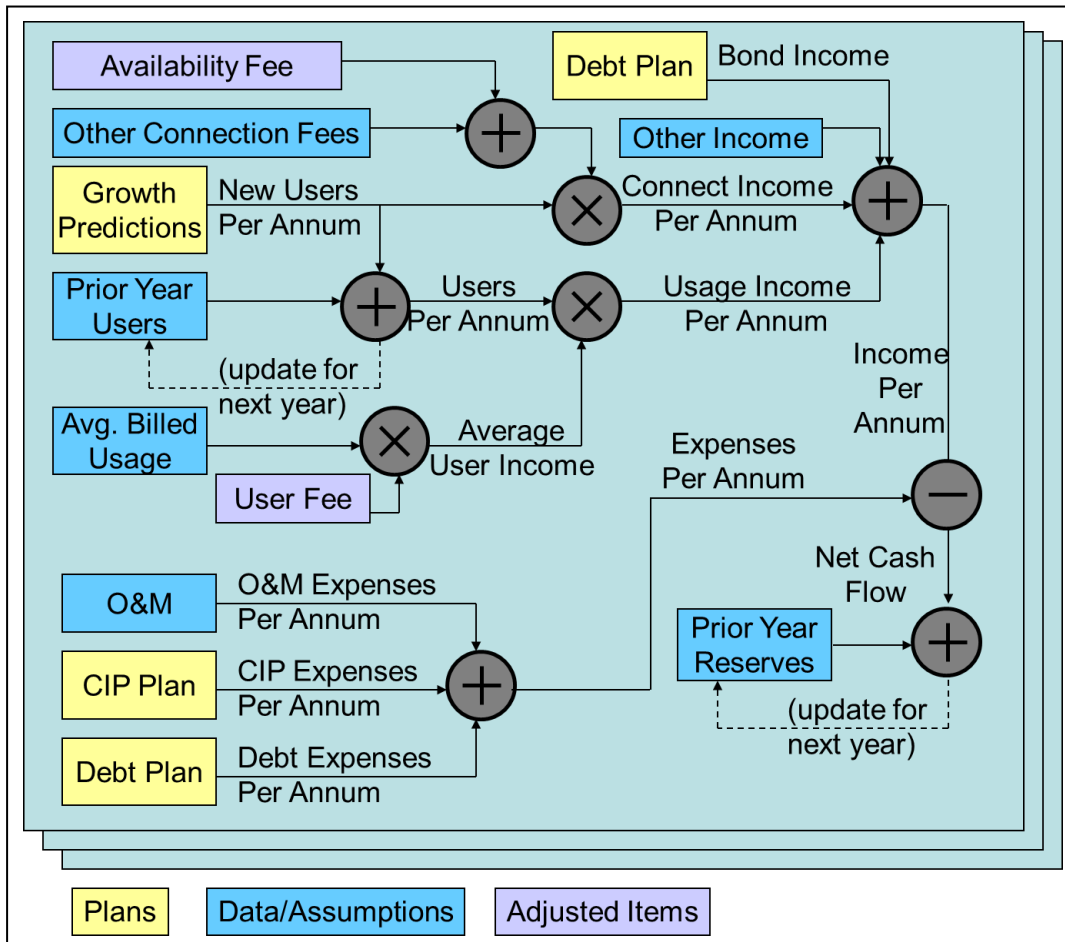 Availability Fee
Debt Plan
Bond Income
Other Connection Fees
+
Other Income
Growth
Predictions
New Users
Per Annum
×
Connect Income
Per Annum
+
Prior Year
Users
+
Users
Per Annum
×
Usage Income
Per Annum
(update for
next year)
Income
Per
Annum
Avg. Billed
Usage
×
Average
User Income
User Fee
Expenses
Per Annum
−
O&M
O&M Expenses
Per Annum
Net Cash
Flow
Prior Year
Reserves
+
CIP Plan
CIP Expenses
Per Annum
+
(update for
next year)
Debt Plan
Debt Expenses
Per Annum
Plans
Data/Assumptions
Adjusted Items